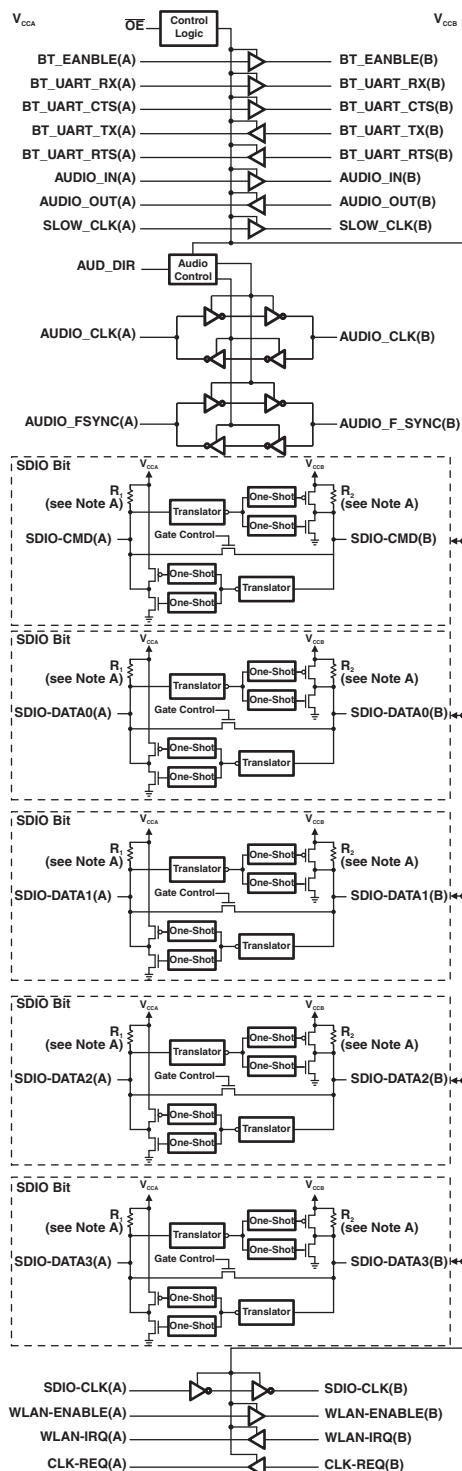 VCCA
OE
Control Logic
VCCB
BT_EANBLE(A)
BT_EANBLE(B)
BT_UART_RX(A)
BT_UART_RX(B)
BT_UART_CTS(A)
BT_UART_CTS(B)
BT_UART_TX(A)
BT_UART_TX(B)
BT_UART_RTS(A)
BT_UART_RTS(B)
AUDIO_IN(A)
AUDIO_IN(B)
AUDIO_OUT(A)
AUDIO_OUT(B)
SLOW_CLK(A)
SLOW_CLK(B)
AUD_DIR
Audio
Control
AUDIO_CLK(A)
AUDIO_CLK(B)
AUDIO_FSYNC(A)
AUDIO_F_SYNC(B)
SDIO Bit
VCCA
VCCB
R1
(see Note A)
Translator
One-Shot
One-Shot
R2
(see Note A)
SDIO-CMD(A)
Gate Control
SDIO-CMD(B)
One-Shot
One-Shot
Translator
SDIO Bit
VCCA
VCCB
R1
(see Note A)
Translator
One-Shot
One-Shot
R2
(see Note A)
SDIO-DATA0(A)
Gate Control
SDIO-DATA0(B)
One-Shot
One-Shot
Translator
SDIO Bit
VCCA
VCCB
R1
(see Note A)
Translator
One-Shot
One-Shot
R2
(see Note A)
SDIO-DATA1(A)
Gate Control
SDIO-DATA1(B)
One-Shot
One-Shot
Translator
SDIO Bit
VCCA
VCCB
R1
(see Note A)
Translator
One-Shot
One-Shot
R2
(see Note A)
SDIO-DATA2(A)
Gate Control
SDIO-DATA2(B)
One-Shot
One-Shot
Translator
SDIO Bit
VCCA
VCCB
R1
(see Note A)
Translator
One-Shot
One-Shot
R2
(see Note A)
SDIO-DATA3(A)
Gate Control
SDIO-DATA3(B)
One-Shot
One-Shot
Translator
SDIO-CLK(A)
SDIO-CLK(B)
WLAN-ENABLE(A)
WLAN-ENABLE(B)
WLAN-IRQ(A)
WLAN-IRQ(B)
CLK-REQ(A)
CLK-REQ(B)